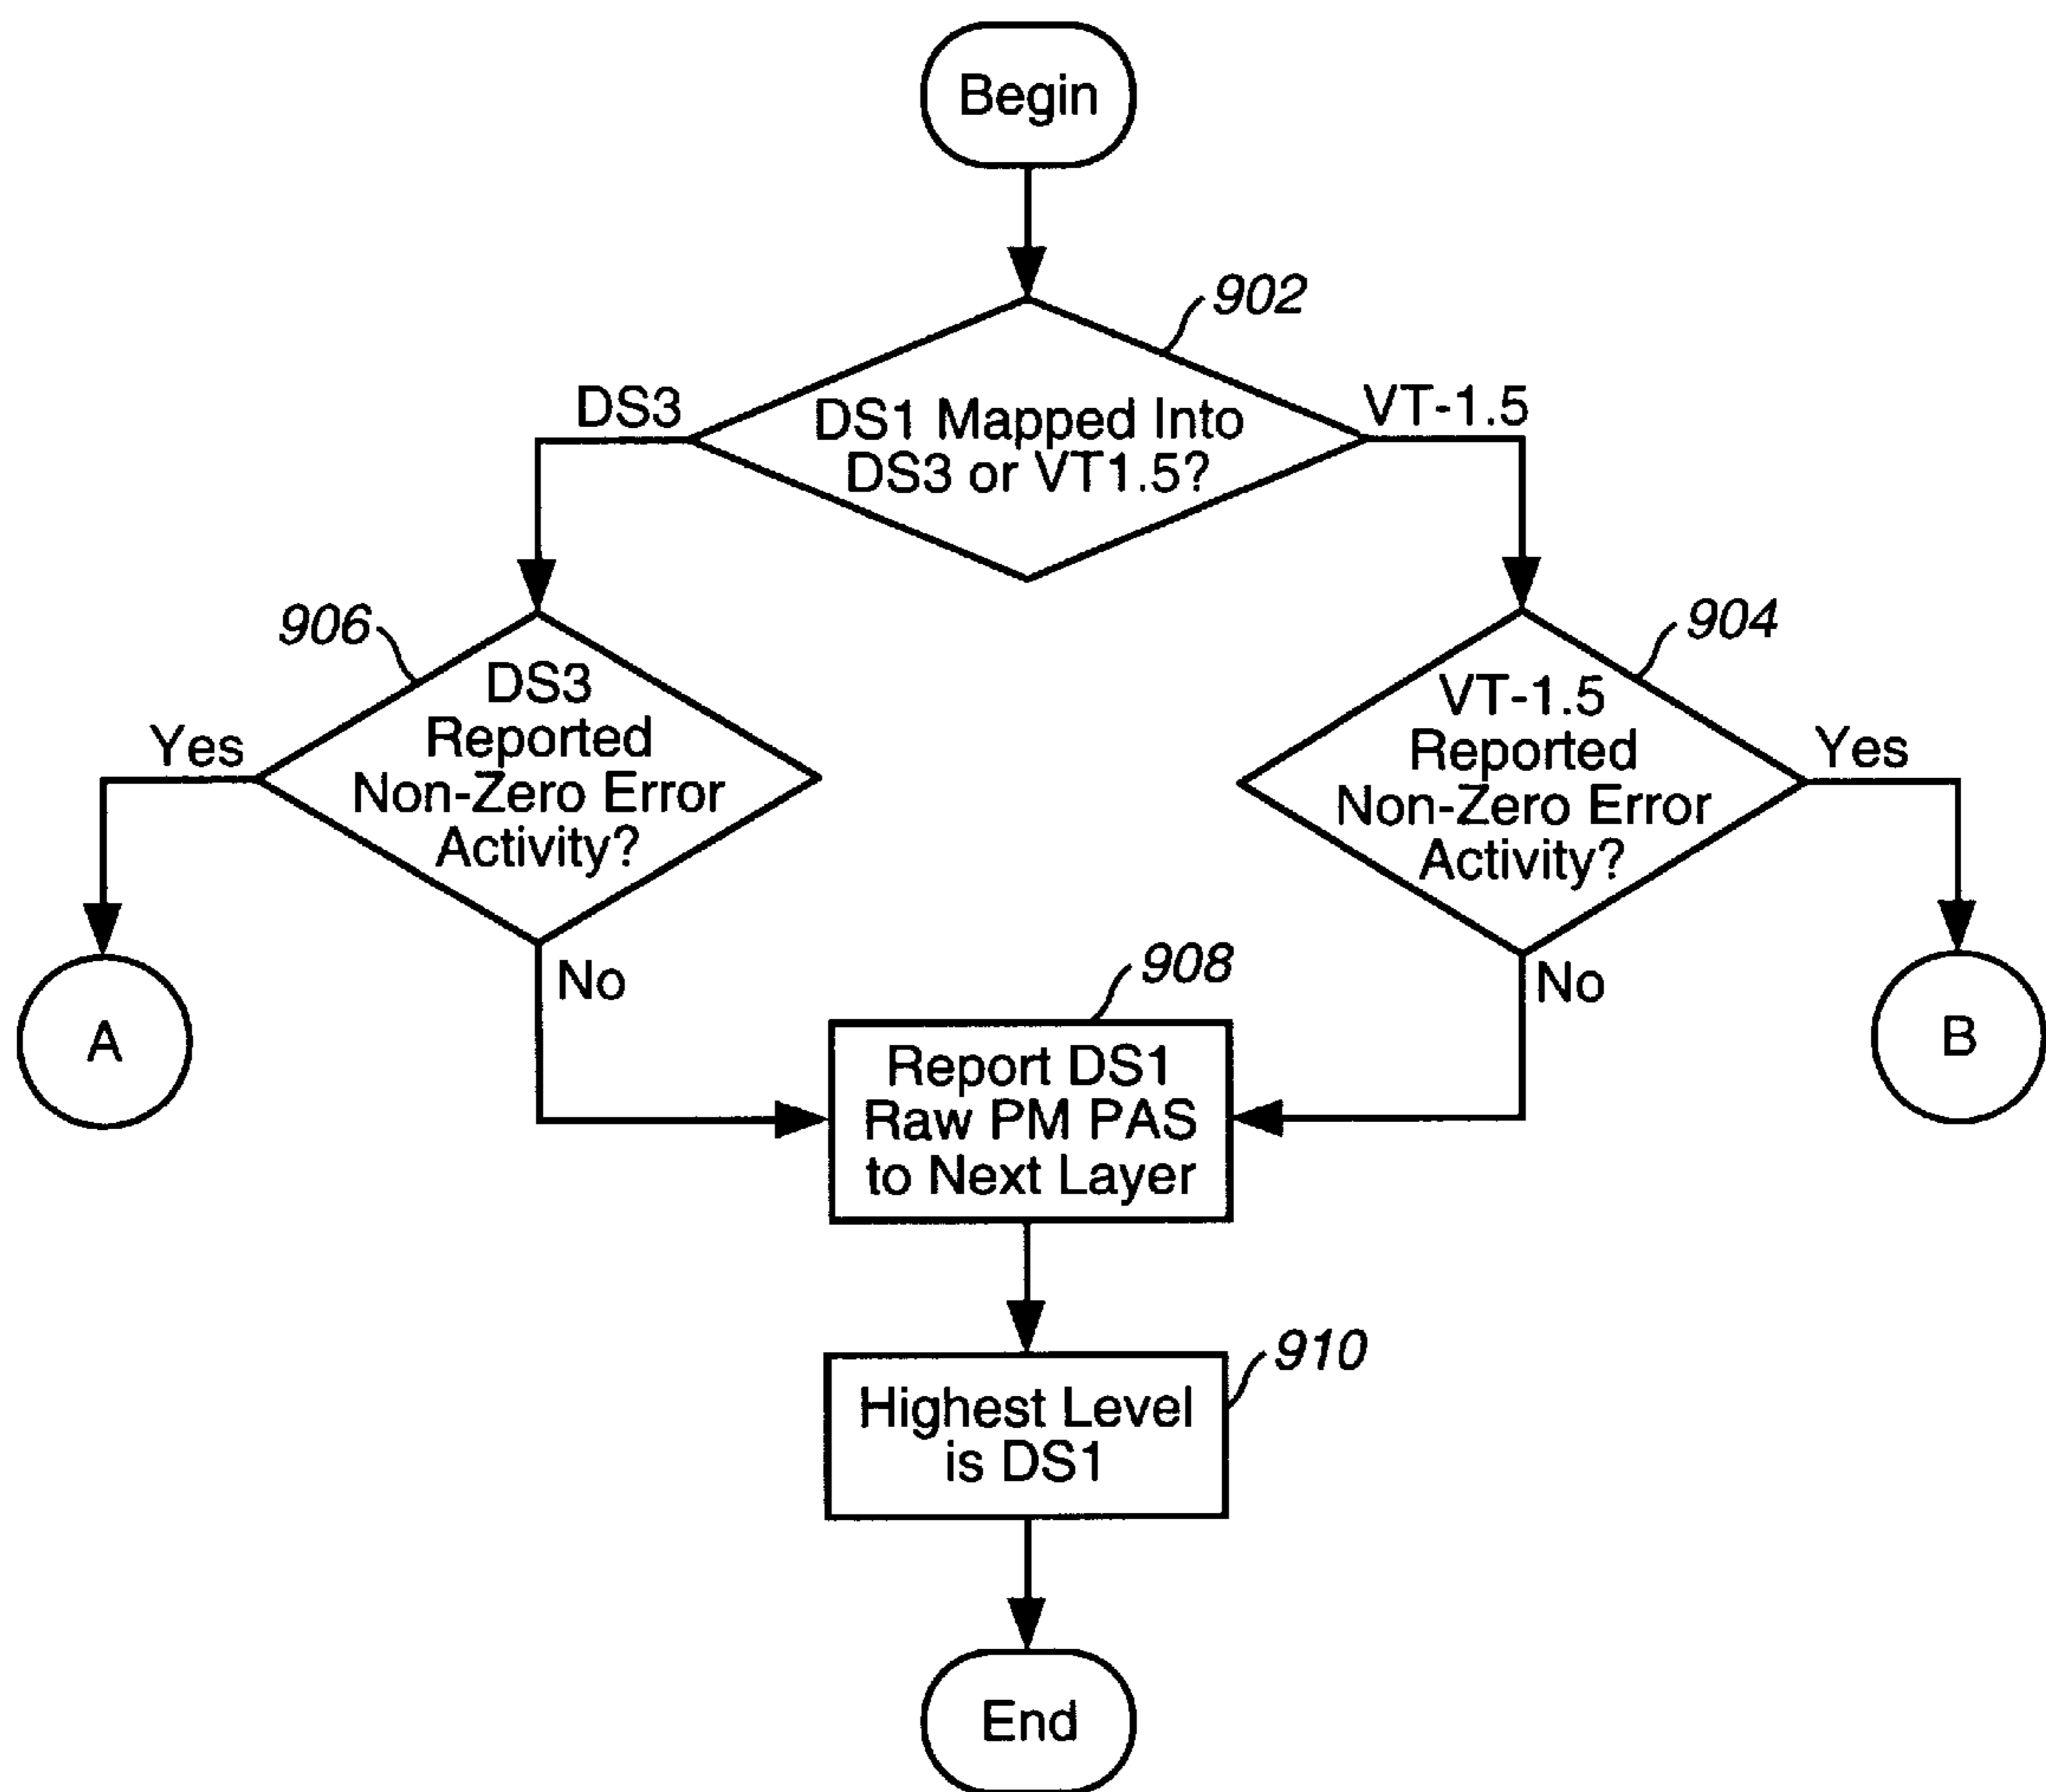 Begin
902
DS3
VT-1.5
DS1 Mapped Into
DS3 or VT1.5?
906
904
DS3
Reported
Non-Zero Error
Activity?
Yes
VT-1.5
Reported
Non-Zero Error
Activity?
Yes
A
No
908
No
B
Report DS1
Raw PM PAS
to Next Layer
910
Highest Level
is DS1
End